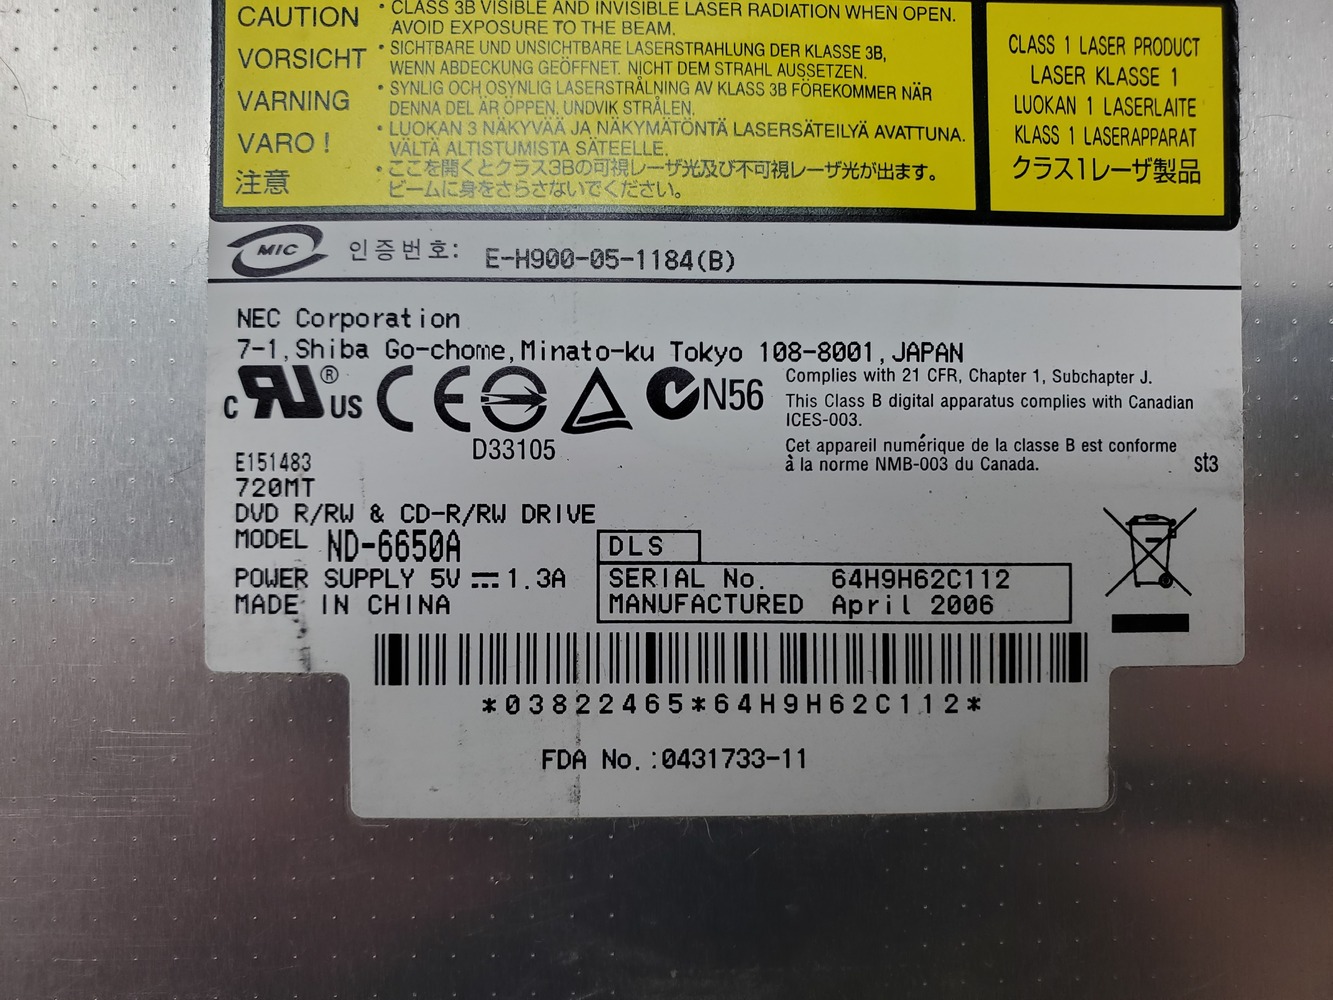 CAUTION
• CLASS 3B VISIBLE AND INVISIBLE LASER RADIATION WHEN OPEN.
AVOID EXPOSURE TO THE BEAM.
VORSICHT
• SICHTBARE UND UNSICHTBARE LASERSTRAHLUNG DER KLASSE 3B,
WENN ABDECKUNG GEÖFFNET. NICHT DEM STRAHL AUSSETZEN.
VARNING
• SYNLIG OCH OSYNLIG LASERSTRÅLNING AV KLASS 3B FÖREKOMMER NÄR
DENNA DEL ÄR ÖPPEN, UNDVIK STRÅLEN.
VARO !
• LUOKAN 3 NÄKYVÄÄ JA NÄKYMÄTÖNTÄ LASERSÄTEILYÄ AVATTUNA.
VÄLTÄ ALTISTUMISTA SÄTEELLE.
注意
• ここを開くとクラス3Bの可視レーザ光及び不可視レーザ光が出ます。
ビームに身をさらさないでください。
CLASS 1 LASER PRODUCT
LASER KLASSE 1
LUOKAN 1 LASERLAITE
KLASS 1 LASERAPPARAT
クラス1レーザ製品
MIC 인증번호: E-H900-05-1184(B)
NEC Corporation
7-1,Shiba Go-chome,Minato-ku Tokyo 108-8001,JAPAN
c RU ® US CE N56
D33105
Complies with 21 CFR, Chapter 1, Subchapter J.
This Class B digital apparatus complies with Canadian
ICES-003.
Cet appareil numérique de la classe B est conforme
à la norme NMB-003 du Canada.
st3
E151483
720MT
DVD R/RW & CD-R/RW DRIVE
MODEL ND-6650A
POWER SUPPLY 5V ⎓ 1.3A
MADE IN CHINA
DLS
SERIAL No. 64H9H62C112
MANUFACTURED April 2006
*03822465*64H9H62C112*
FDA No.:0431733-11